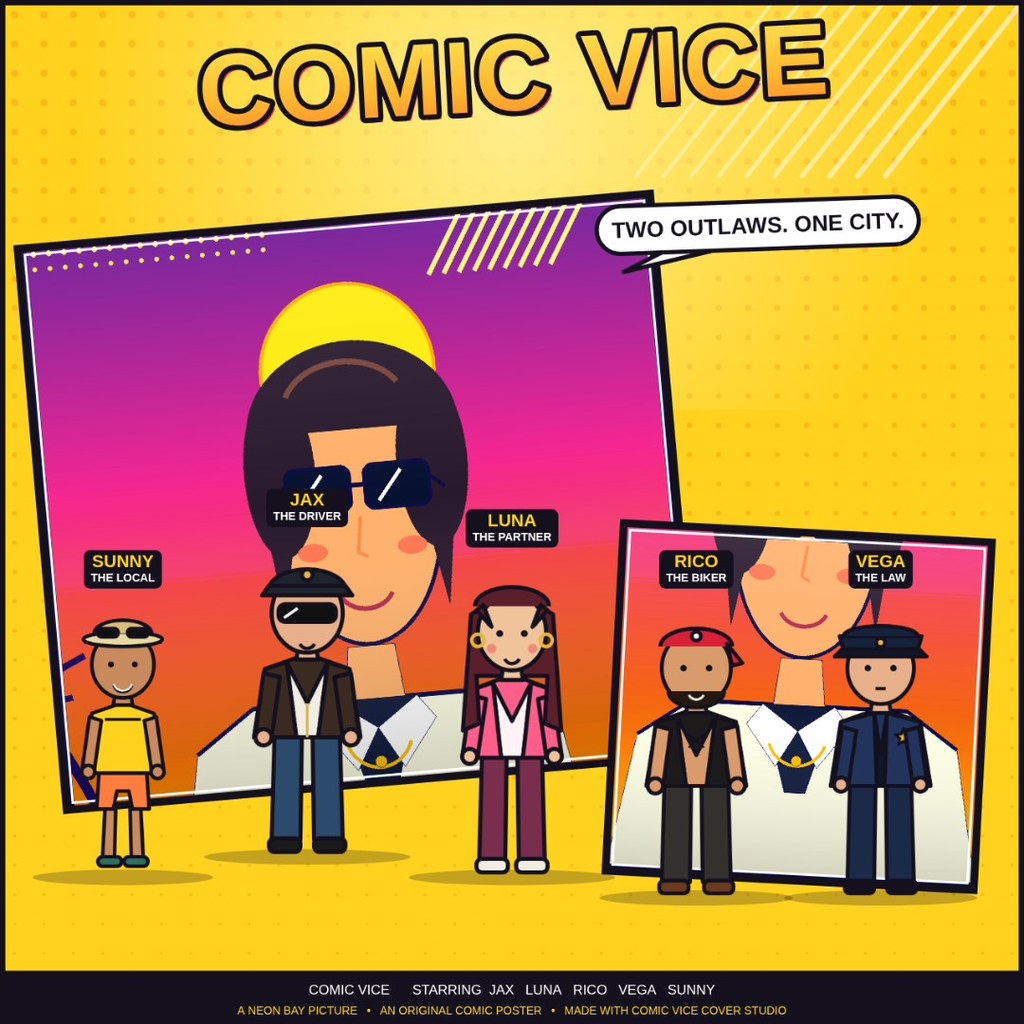 COMIC VICE
TWO OUTLAWS. ONE CITY.
JAX
THE DRIVER
LUNA
THE PARTNER
SUNNY
THE LOCAL
RICO
THE BIKER
VEGA
THE LAW
COMIC VICE STARRING JAX LUNA RICO VEGA SUNNY
A NEON BAY PICTURE • AN ORIGINAL COMIC POSTER • MADE WITH COMIC VICE COVER STUDIO